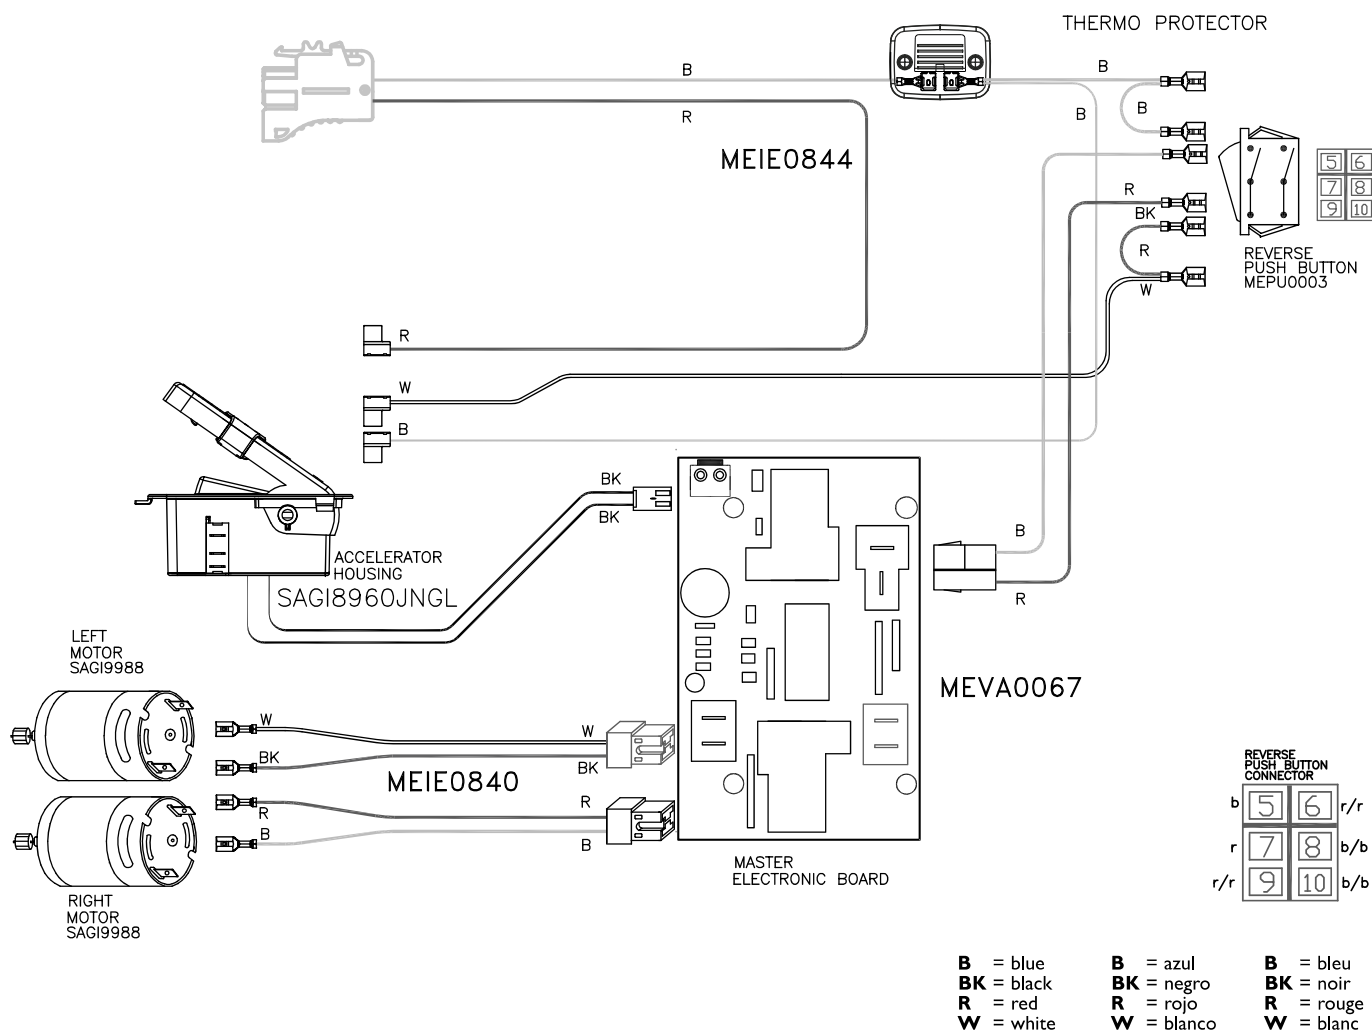 THERMO PROTECTOR
B
B
B
B
R
MEIE0844
5 6
7 8
9 10
R
BK
R
W
REVERSE
PUSH BUTTON
MEPU0003
R
W
B
BK
BK
ACCELERATOR
HOUSING
SAGI8960JNGL
B
R
LEFT
MOTOR
SAGI9988
MEVA0067
W
W
BK
BK
MEIE0840
R
R
B
B
MASTER
ELECTRONIC BOARD
RIGHT
MOTOR
SAGI9988
REVERSE
PUSH BUTTON
CONNECTOR
b 5 6 r/r
r 7 8 b/b
r/r 9 10 b/b
B = blue
BK = black
R = red
W = white
B = azul
BK = negro
R = rojo
W = blanco
B = bleu
BK = noir
R = rouge
W = blanc